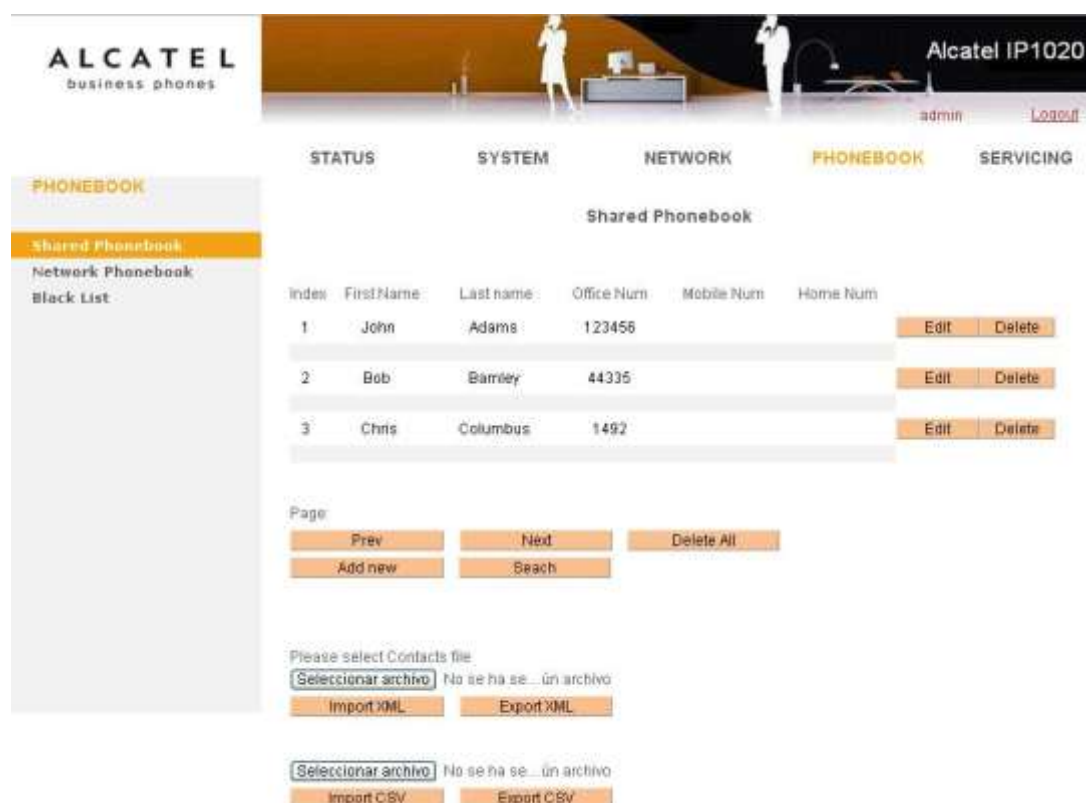 ALCATEL
business phones
Alcatel IP1020
admin Logout
STATUS SYSTEM NETWORK PHONEBOOK SERVICING
PHONEBOOK
Shared Phonebook
Shared Phonebook
Network Phonebook
Black List
Index First Name Last name Office Num Mobile Num Home Num
1 John Adams 123456 Edit Delete
2 Bob Barnley 44335 Edit Delete
3 Chris Columbus 1492 Edit Delete
Page:
Prev Next Delete All
Add new Seach
Please select Contacts file
Seleccionar archivo No se ha se...ún archivo
Import XML Export XML
Seleccionar archivo No se ha se...ún archivo
Import CSV Export CSV